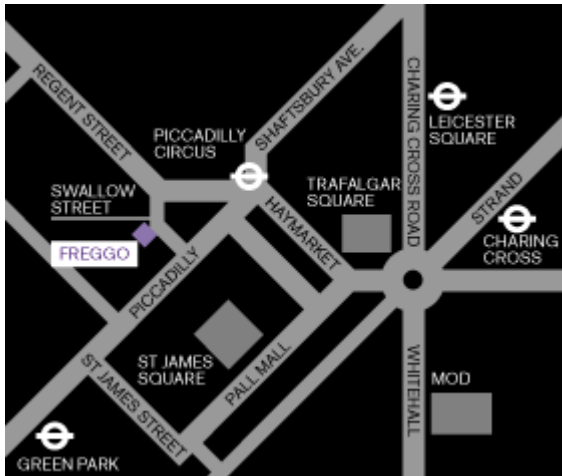 REGENT STREET
PICCADILLY
CIRCUS
SHAFTSBURY AVE.
CHARING CROSS ROAD
LEICESTER
SQUARE
SWALLOW
STREET
TRAFALGAR
SQUARE
HAYMARKET
STRAND
CHARING
CROSS
FREGGO
PICCADILLY
ST JAMES
SQUARE
PALL MALL
ST JAMES STREET
WHITEHALL
MOD
GREEN PARK